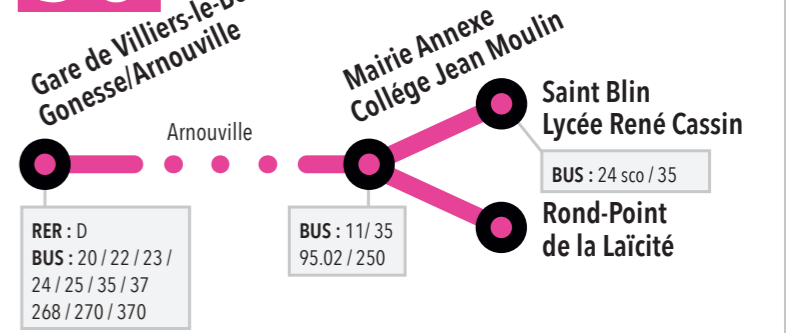 Gare de Villiers-le-
Gonesse/Arnouville
Arnouville
Mairie Annexe
Collége Jean Moulin
Saint Blin
Lycée René Cassin
BUS : 24 sco / 35
Rond-Point
de la Laïcité
RER : D
BUS : 20 / 22 / 23 /
24 / 25 / 35 / 37
268 / 270 / 370
BUS : 11/ 35
95.02 / 250